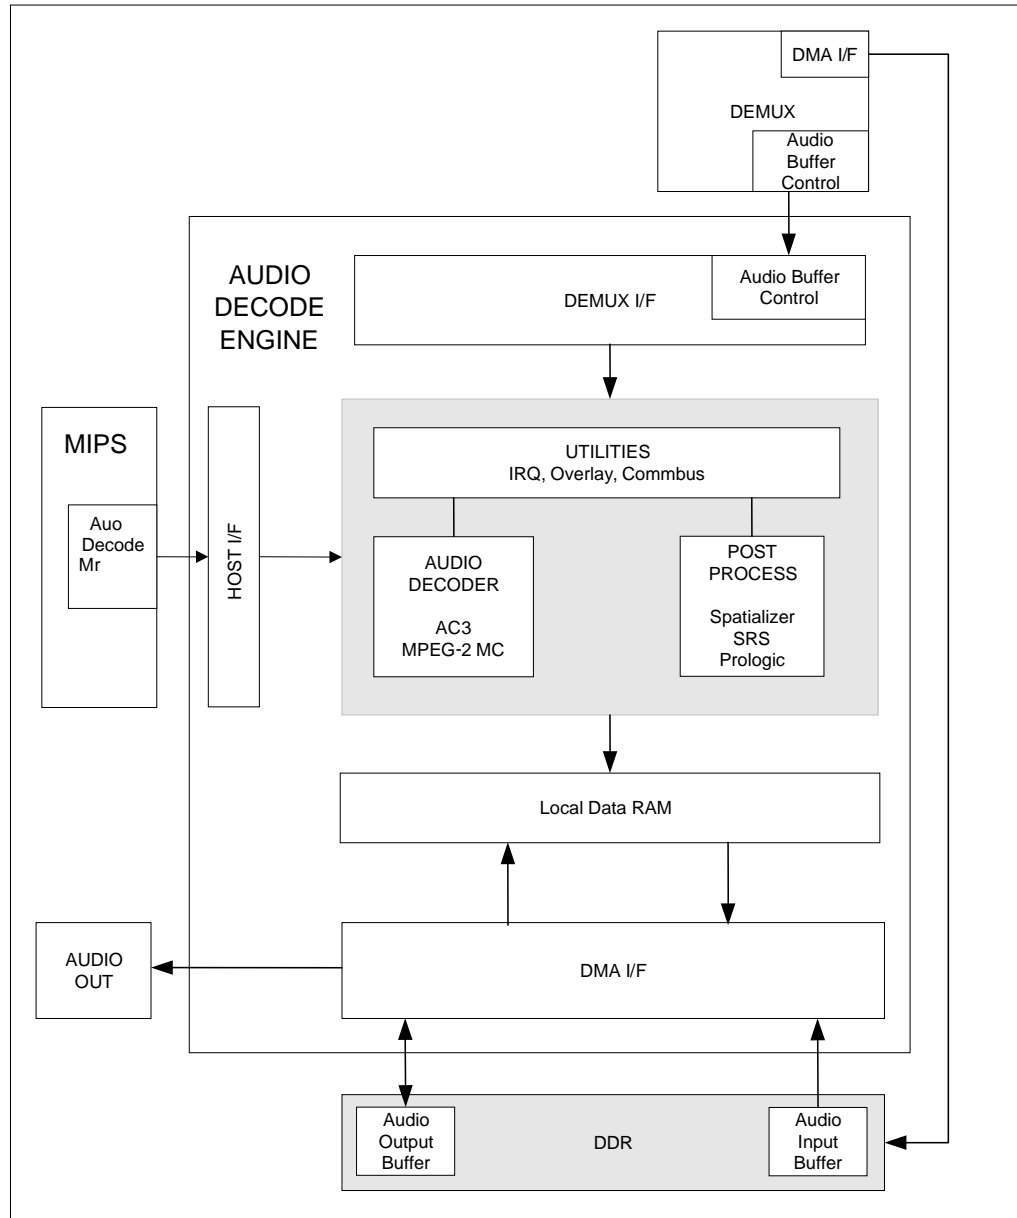 DMA I/F
DEMUX
Audio
Buffer
Control
AUDIO
DECODE
ENGINE
Audio Buffer
Control
DEMUX I/F
MIPS
Auo
Decode
Mr
HOST I/F
UTILITIES
IRQ, Overlay, Commbus
AUDIO
DECODER
AC3
MPEG-2 MC
POST
PROCESS
Spatializer
SRS
Prologic
Local Data RAM
AUDIO
OUT
DMA I/F
Audio
Output
Buffer
DDR
Audio
Input
Buffer